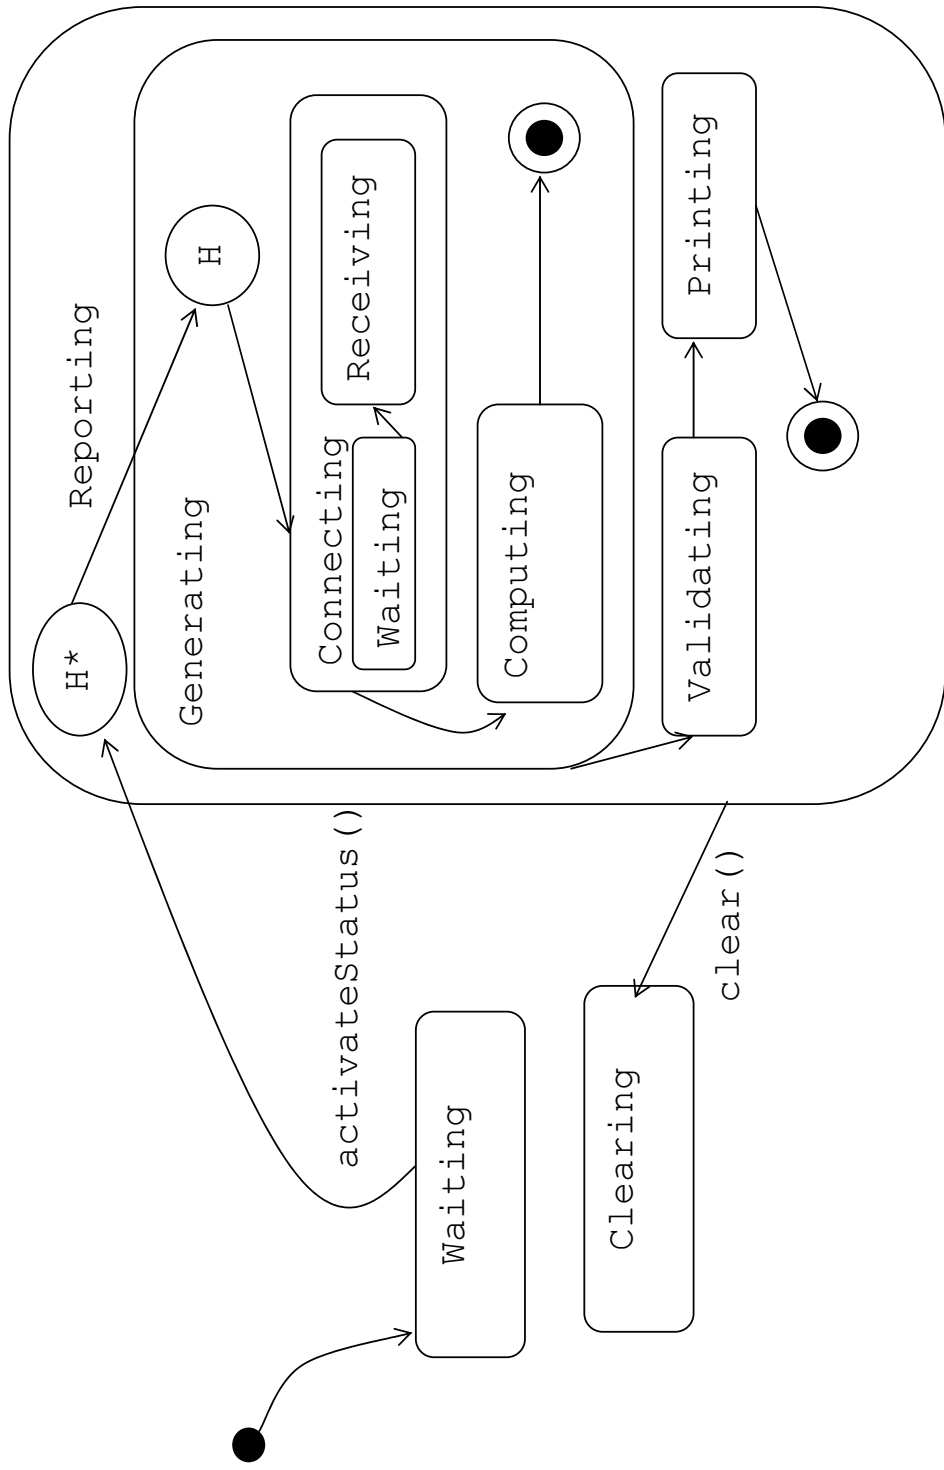 Reporting
H*
H
Generating
Connecting
Receiving
Waiting
Computing
Validating
Printing
activateStatus()
clear()
Waiting
Clearing